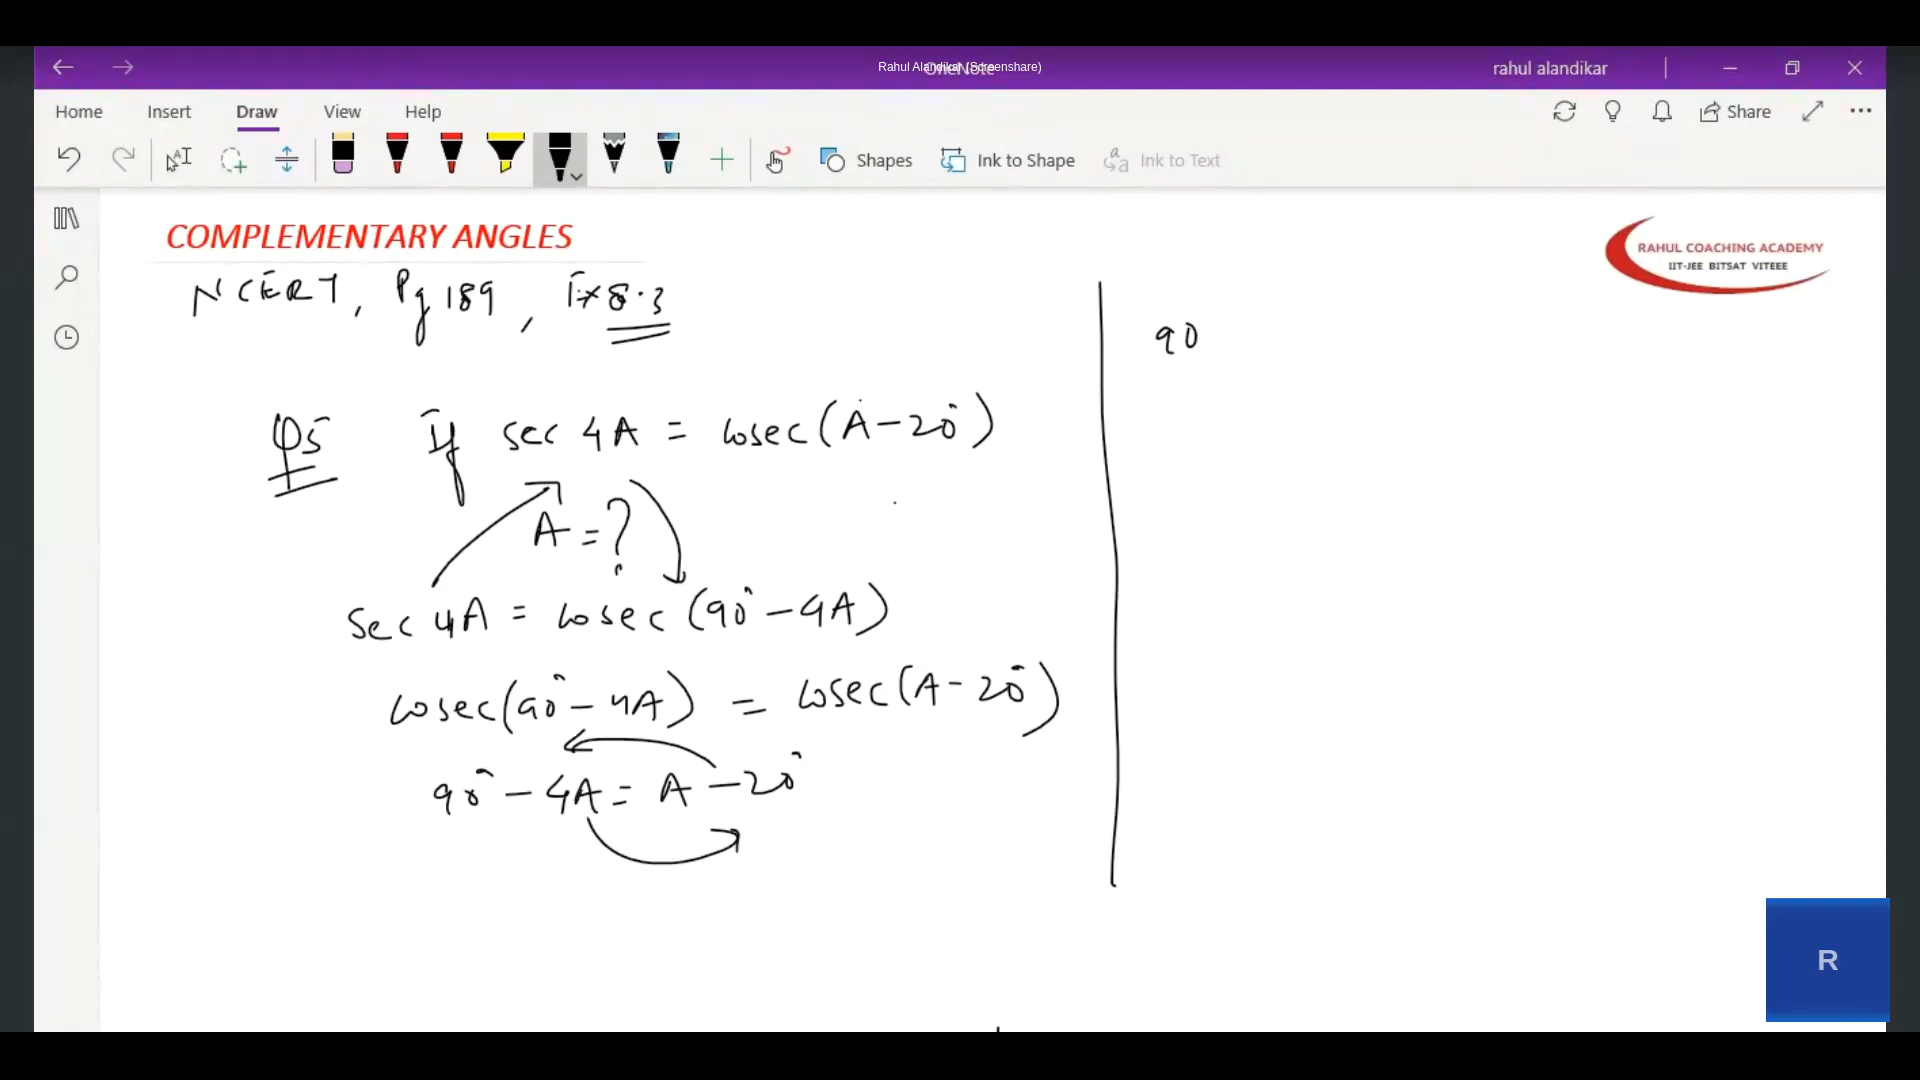 Rahul Alandikar (Screenshare)
OneNote
rahul alandikar
Home Insert Draw View Help
Share
Shapes Ink to Shape Ink to Text
COMPLEMENTARY ANGLES
RAHUL COACHING ACADEMY
IIT-JEE BITSAT VITEEE
NCERT, Pg 189, Ex 8.3
Q5 If sec 4A = cosec(A-20°)
A = ?
Sec 4A = cosec (90° - 4A)
cosec(90° - 4A) = cosec(A - 20°)
90° - 4A = A - 20°
90
R